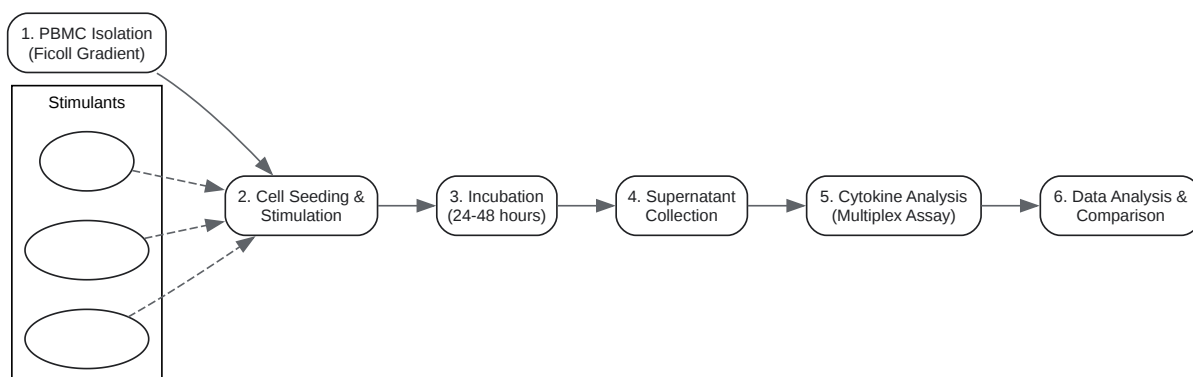 1. PBMC Isolation
(Ficoll Gradient)
Stimulants
2. Cell Seeding &
Stimulation
3. Incubation
(24-48 hours)
4. Supernatant
Collection
5. Cytokine Analysis
(Multiplex Assay)
6. Data Analysis &
Comparison